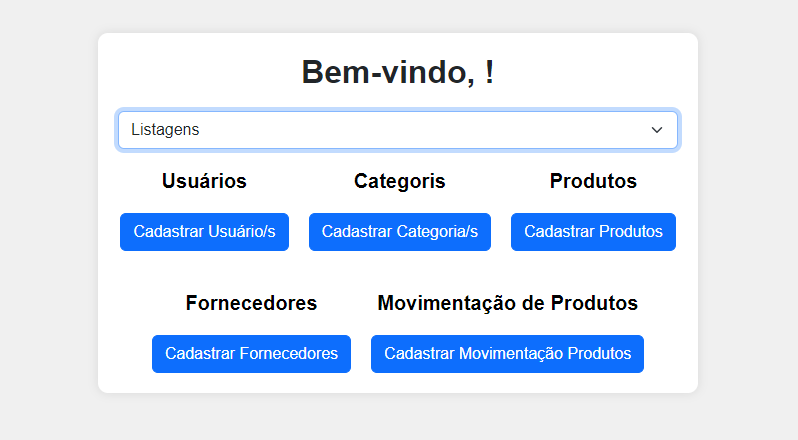 Bem-vindo, !
Listagens
Usuários Categoris Produtos
Cadastrar Usuário/s Cadastrar Categoria/s Cadastrar Produtos
Fornecedores Movimentação de Produtos
Cadastrar Fornecedores Cadastrar Movimentação Produtos